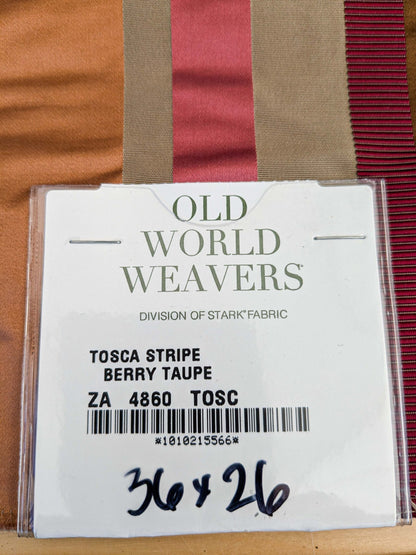 OLD
WORLD
WEAVERS®
DIVISION OF STARK® FABRIC
TOSCA STRIPE
BERRY TAUPE
ZA 4860 TOSC
*1010215566*
36 x 26